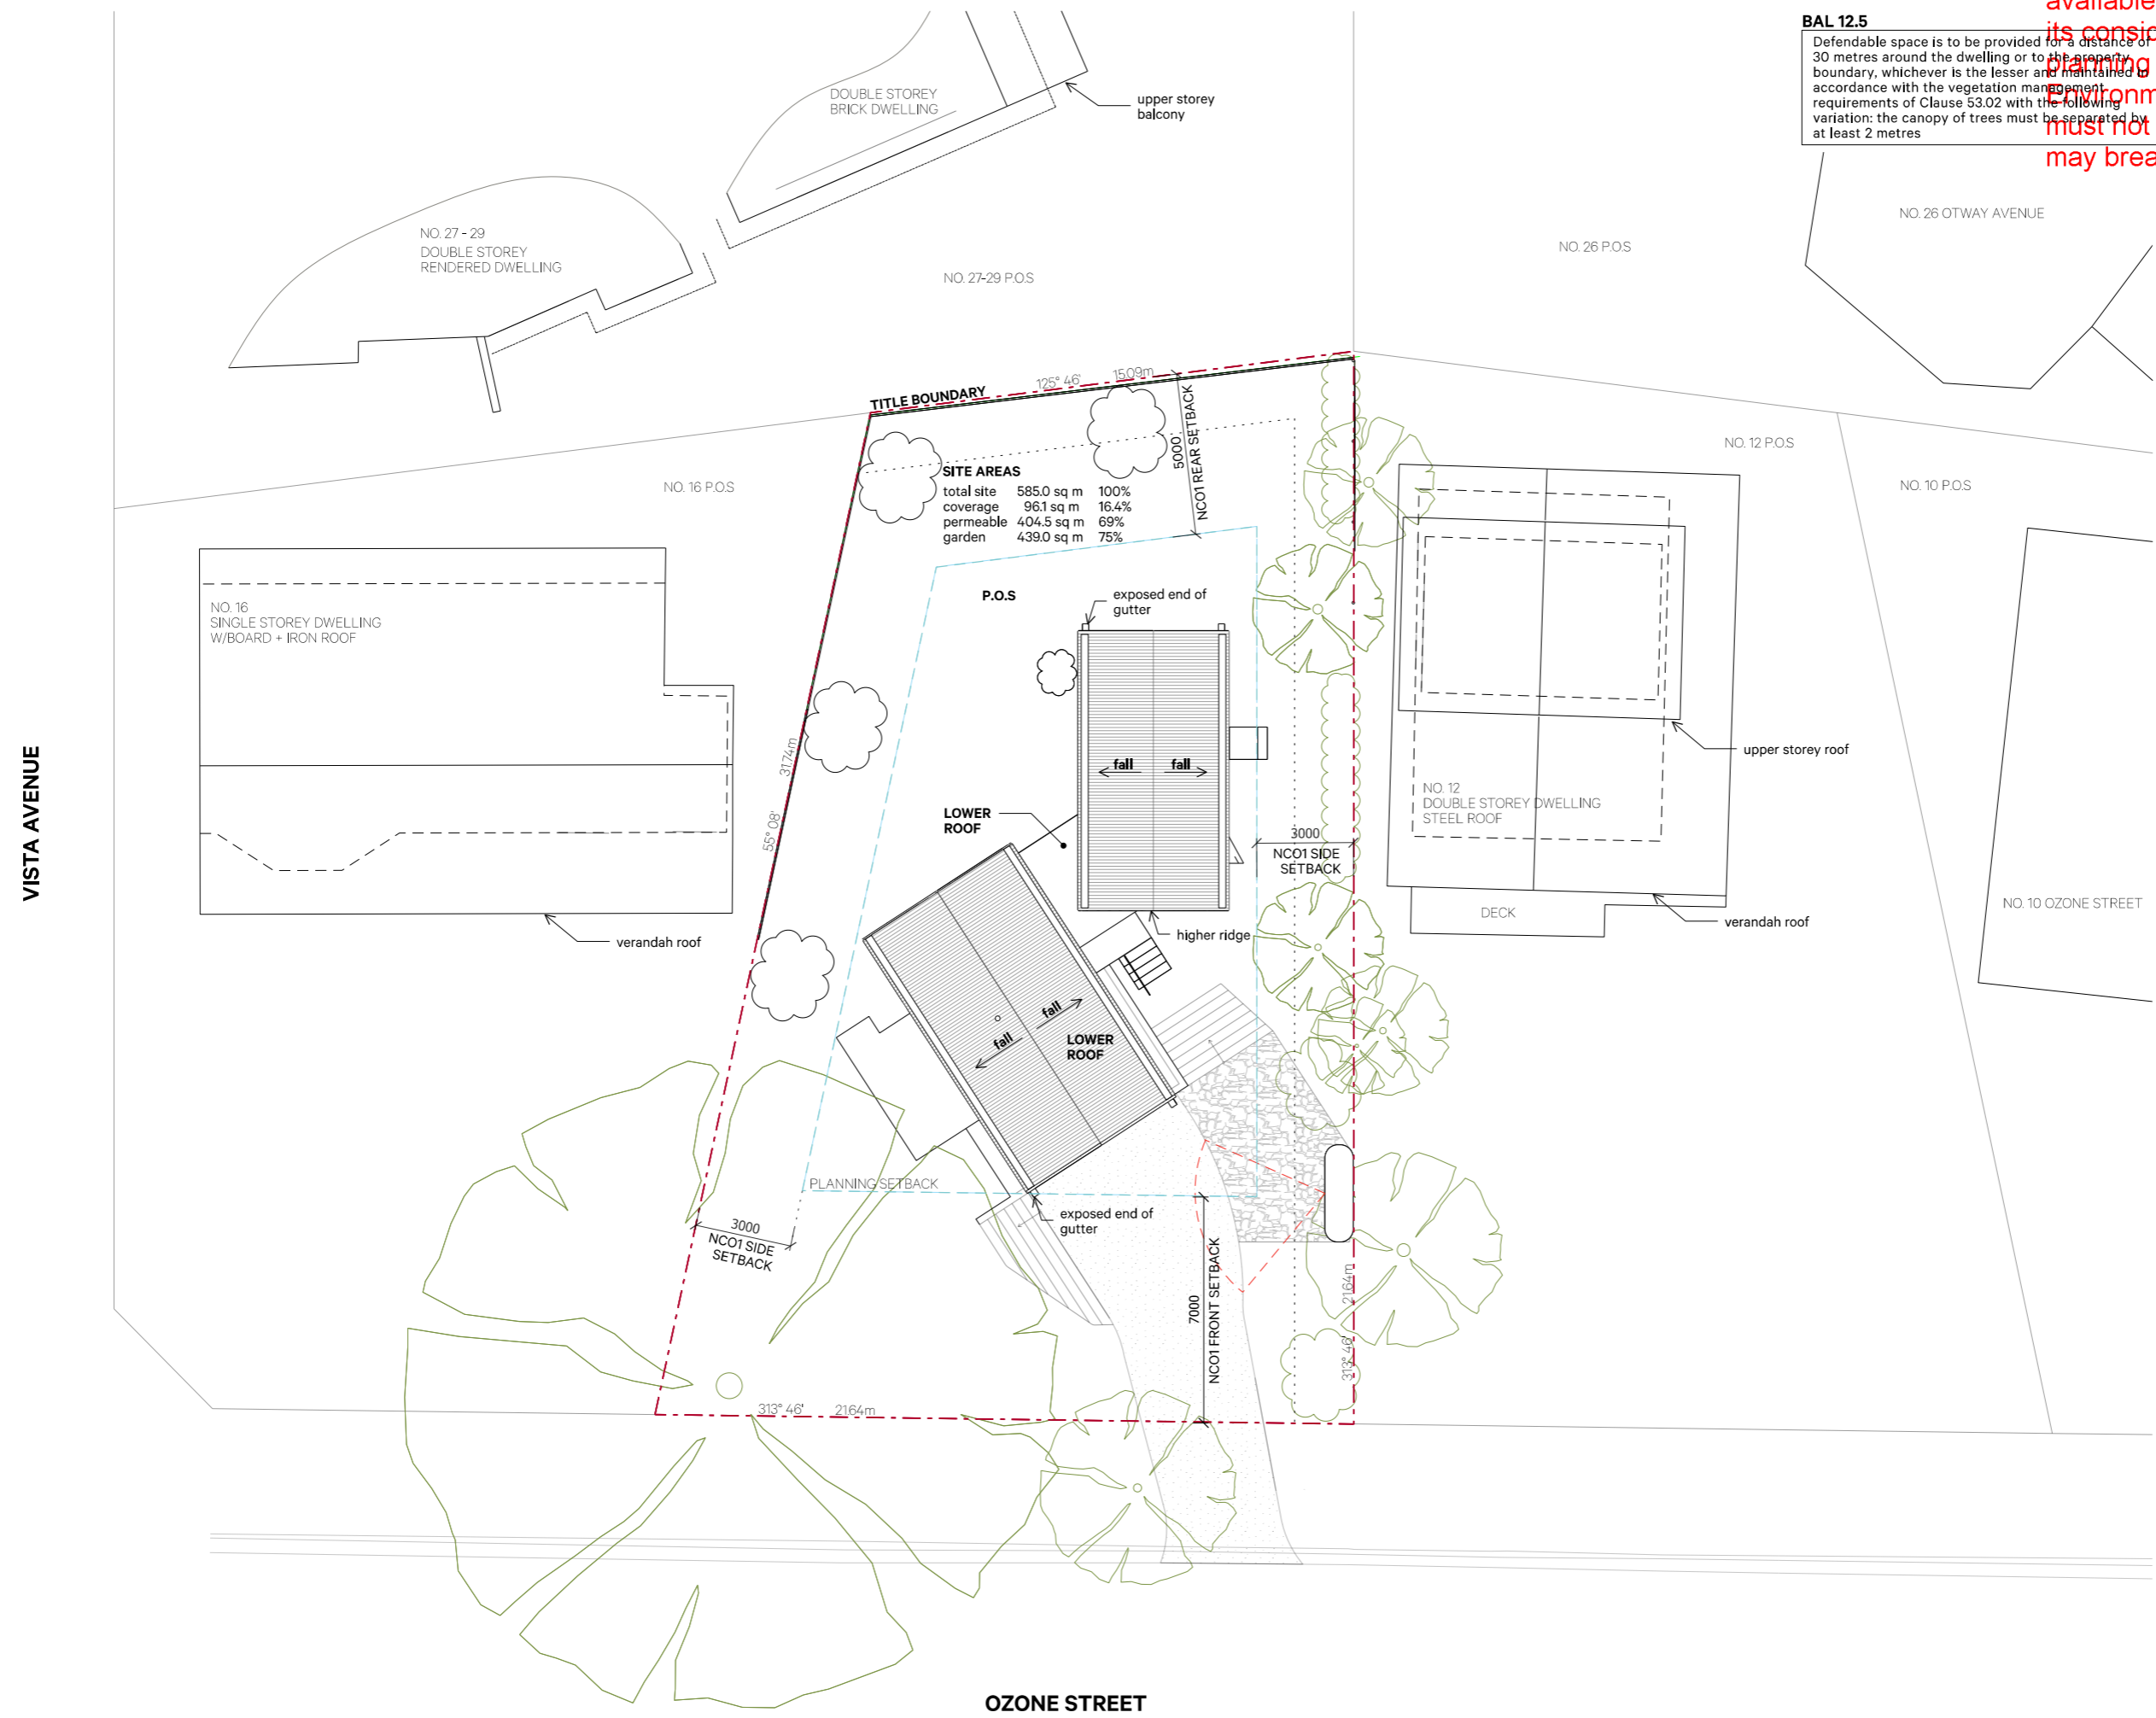 available
its consid
planning
Environm
must not
may brea
BAL 12.5
Defendable space is to be provided for a distance of
30 metres around the dwelling or to the property
boundary, whichever is the lesser and maintained in
accordance with the vegetation management
requirements of Clause 53.02 with the following
variation: the canopy of trees must be separated by
at least 2 metres
DOUBLE STOREY
BRICK DWELLING
upper storey
balcony
NO. 26 OTWAY AVENUE
NO. 27 - 29
DOUBLE STOREY
RENDERED DWELLING
NO. 26 P.O.S
NO. 27-29 P.O.S
TITLE BOUNDARY
125° 46'
15.09m
5000
NCO1 REAR SETBACK
NO. 12 P.O.S
NO. 16 P.O.S
NO. 10 P.O.S
SITE AREAS
total site 585.0 sq m 100%
coverage 96.1 sq m 16.4%
permeable 404.5 sq m 69%
garden 439.0 sq m 75%
P.O.S
exposed end of
gutter
NO. 16
SINGLE STOREY DWELLING
W/BOARD + IRON ROOF
VISTA AVENUE
31.74m
55° 08'
fall
fall
upper storey roof
NO. 12
DOUBLE STOREY DWELLING
STEEL ROOF
LOWER
ROOF
3000
NCO1 SIDE
SETBACK
NO. 10 OZONE STREET
DECK
verandah roof
verandah roof
higher ridge
fall
fall
LOWER
ROOF
PLANNING SETBACK
exposed end of
gutter
3000
NCO1 SIDE
SETBACK
7000
NCO1 FRONT SETBACK
21.64m
313° 46'
313° 46'
21.64m
OZONE STREET